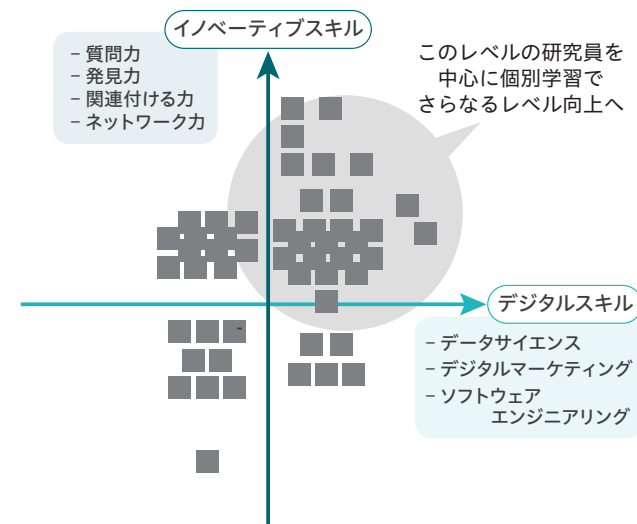 イノベーティブスキル
− 質問力
− 発見力
− 関連付ける力
− ネットワーク力
このレベルの研究員を
中心に個別学習で
さらなるレベル向上へ
デジタルスキル
− データサイエンス
− デジタルマーケティング
− ソフトウェア
エンジニアリング